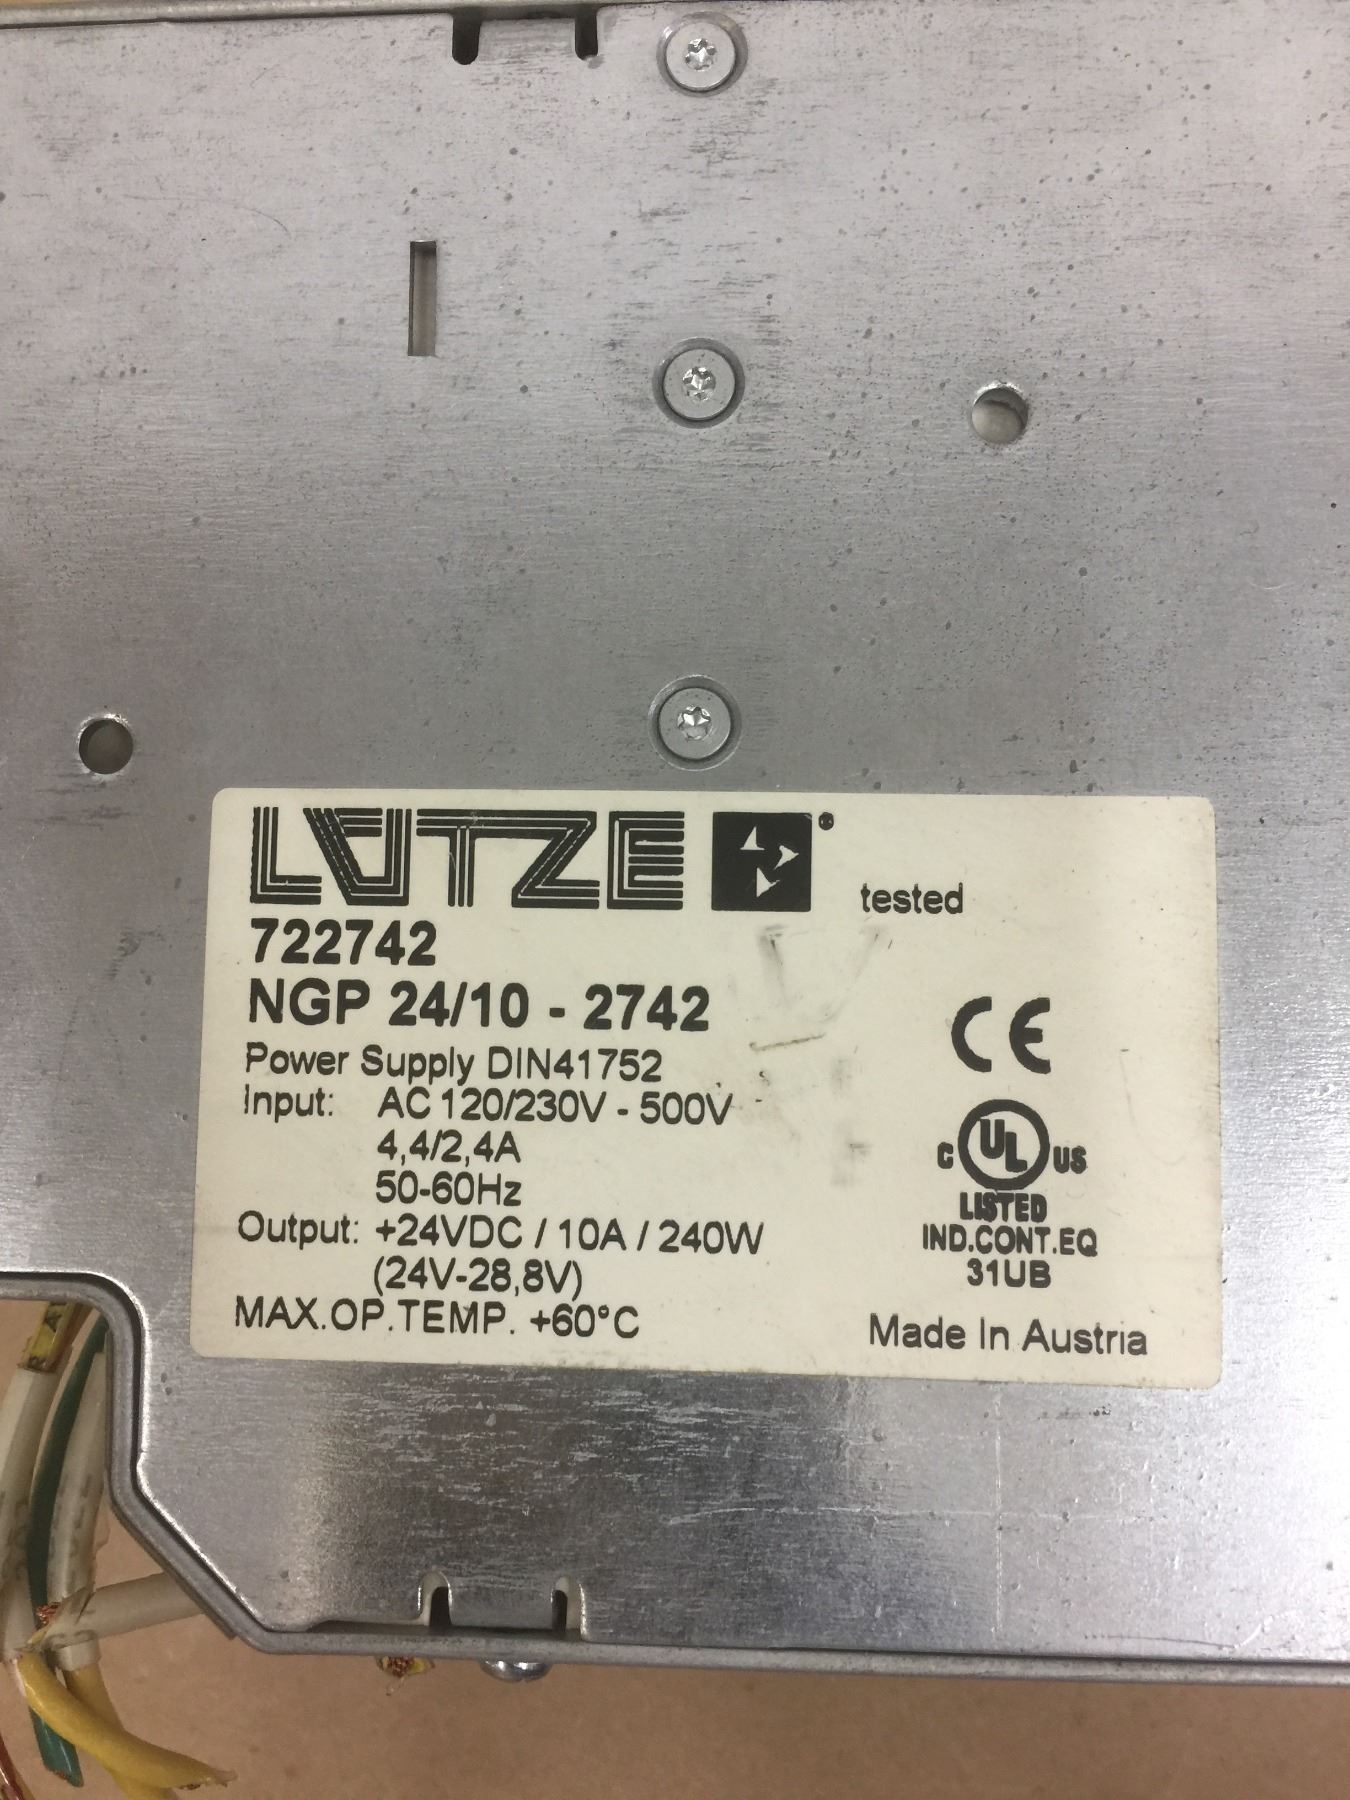 LÜTZE ®
tested
722742
NGP 24/10 - 2742
Power Supply DIN41752
Input: AC 120/230V - 500V
4,4/2,4A
50-60Hz
Output: +24VDC / 10A / 240W
(24V-28,8V)
MAX.OP.TEMP. +60°C
CE
C UL US
LISTED
IND.CONT.EQ
31UB
Made In Austria